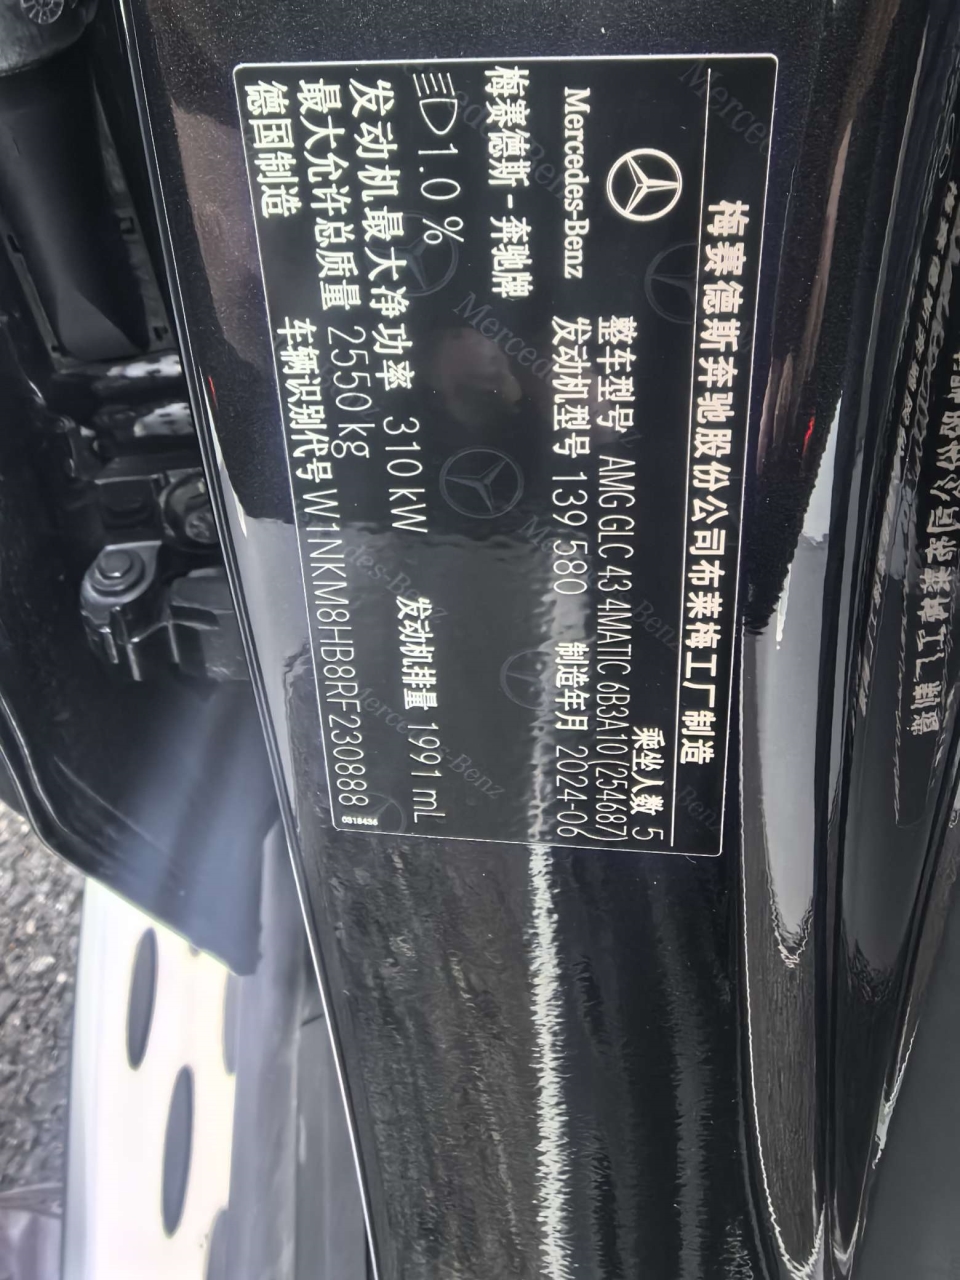 梅赛德斯奔驰股份公司布莱梅工厂制造
乘坐人数 5
Mercedes-Benz
整车型号 AMG GLC 43 4MATIC 6B3A10(254687)
发动机型号 139 580 制造年月 2024-06
梅赛德斯-奔驰牌
1.0 %
发动机最大净功率 310 kW 发动机排量 1991 mL
最大允许总质量 2550 kg
德国制造 车辆识别代号 W1NKM8HB8RF230888
0318436